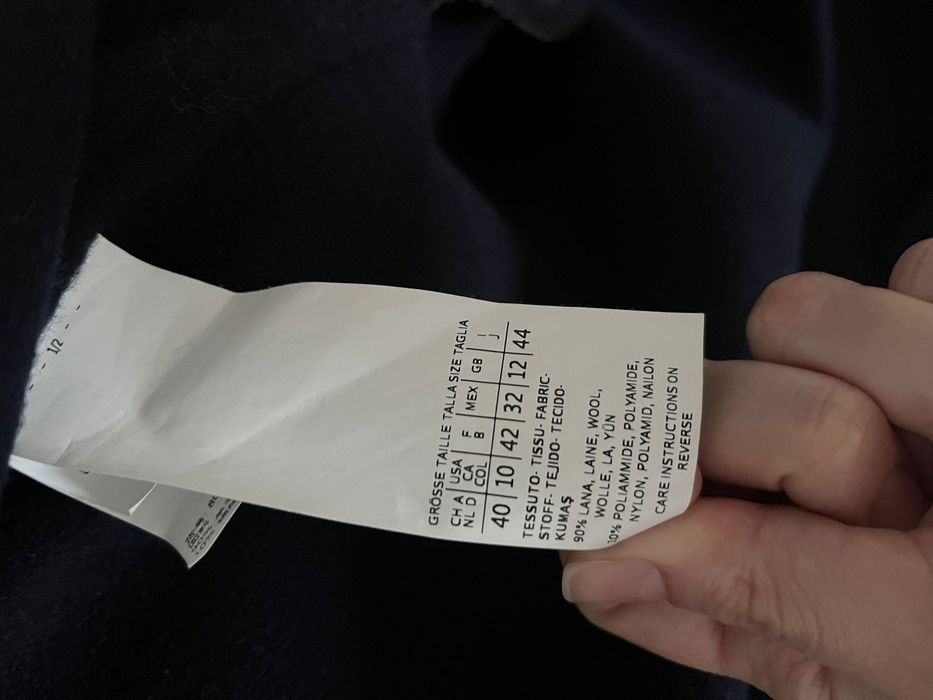 1/2
GRÖSSE TAILLE TALLA SIZE TAGLIA
CH A USA F MEX GB I
NL D CA B J
COL
40 10 42 32 12 44
TESSUTO- TISSU- FABRIC-
STOFF- TEJIDO- TECIDO-
KUMAŞ
90% LANA, LAINE, WOOL,
WOLLE, LA, YÜN
10% POLIAMMIDE, POLYAMIDE,
NYLON, POLYAMID, NAILON
CARE INSTRUCTIONS ON
REVERSE